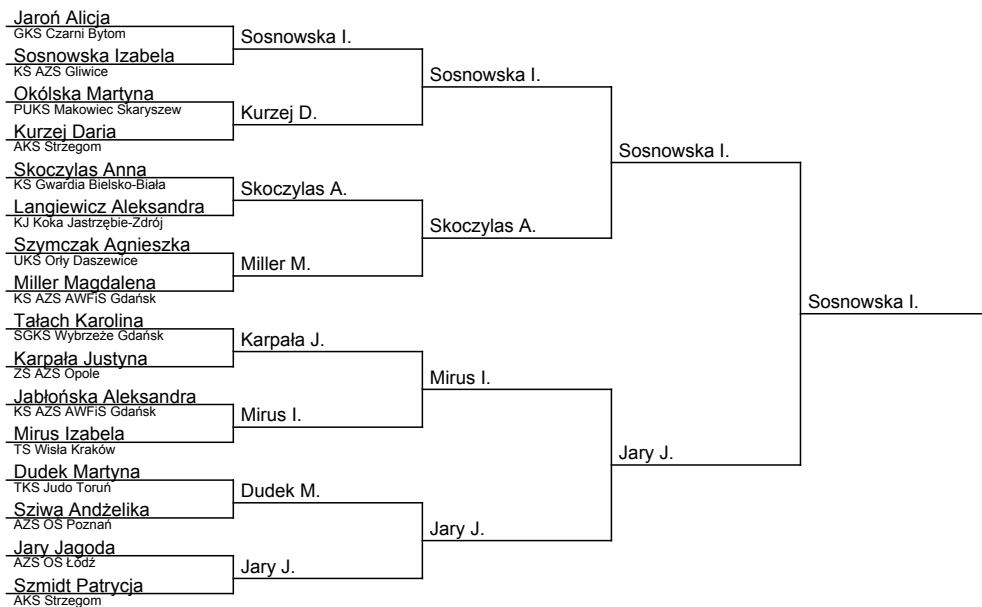 Jaroń Alicja
GKS Czarni Bytom
Sosnowska Izabela
KS AZS Gliwice
Okólska Martyna
PUKS Makowiec Skaryszew
Kurzej Daria
AKS Strzegom
Skoczylas Anna
KS Gwardia Bielsko-Biała
Langiewicz Aleksandra
KJ Koka Jastrzębie-Zdrój
Szymczak Agnieszka
UKS Orły Daszewice
Miller Magdalena
KS AZS AWFiS Gdańsk
Tałach Karolina
SGKS Wybrzeże Gdańsk
Karpała Justyna
ZS AZS Opole
Jabłońska Aleksandra
KS AZS AWFiS Gdańsk
Mirus Izabela
TS Wisła Kraków
Dudek Martyna
TKS Judo Toruń
Sziwa Andżelika
AZS OŚ Poznań
Jary Jagoda
AZS OŚ Łódź
Szmidt Patrycja
AKS Strzegom
Sosnowska I.
Kurzej D.
Skoczylas A.
Miller M.
Karpała J.
Mirus I.
Dudek M.
Jary J.
Sosnowska I.
Skoczylas A.
Mirus I.
Jary J.
Sosnowska I.
Jary J.
Sosnowska I.